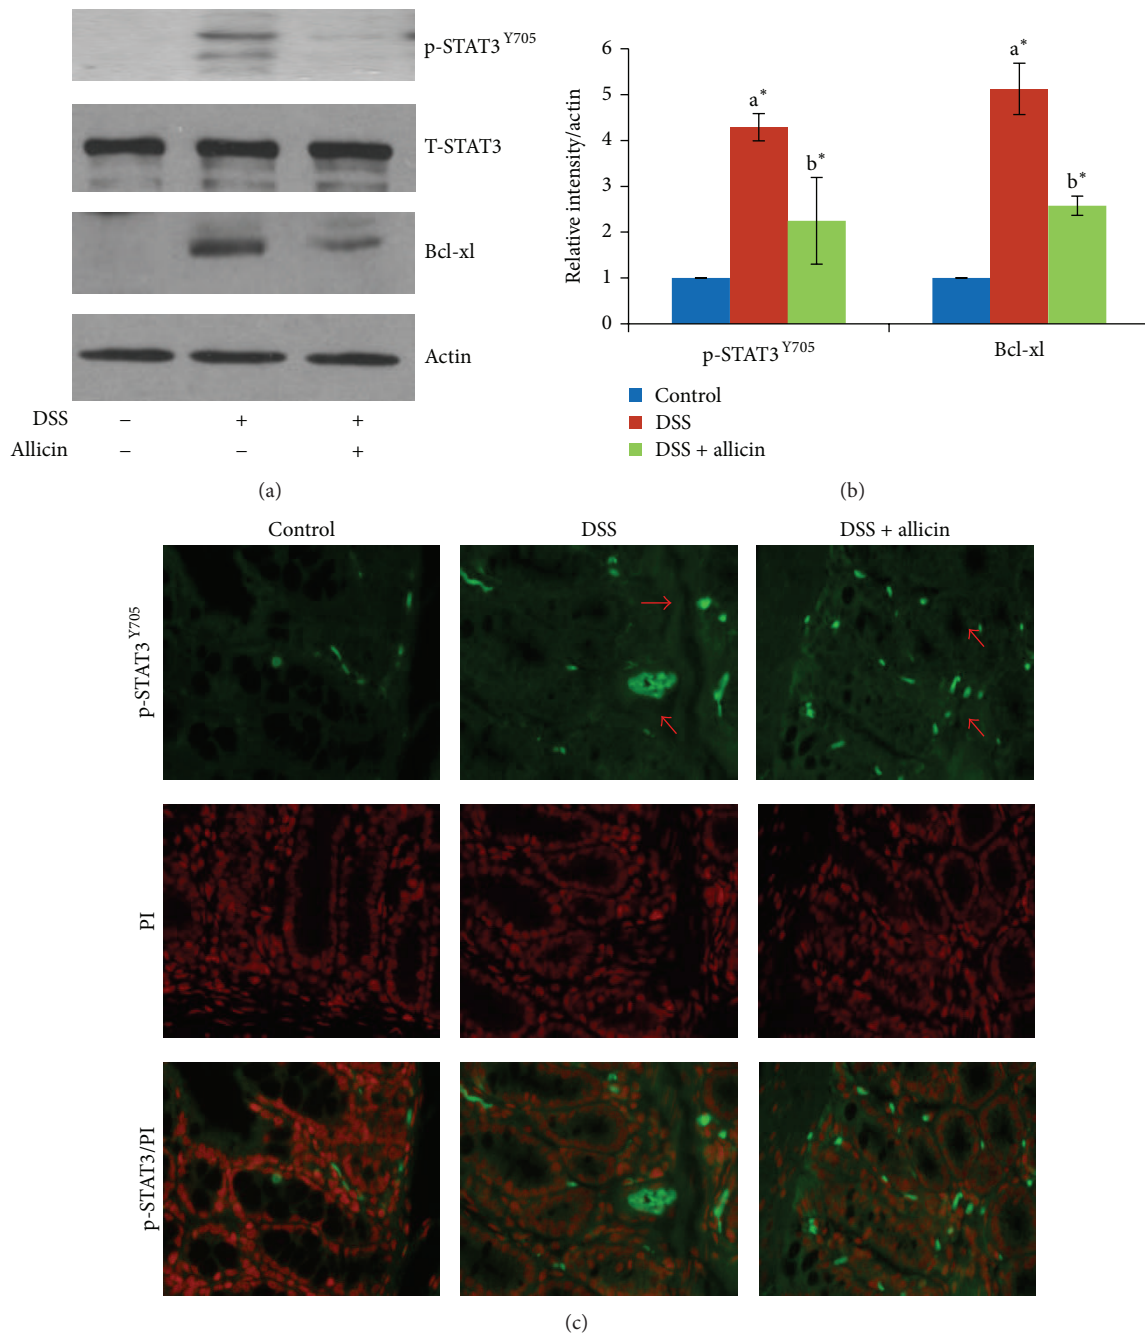 p-STAT3 Y705
T-STAT3
Bcl-xl
Actin
DSS − + +
Allicin − − +
(a)
Relative intensity/actin
6
5
4
3
2
1
0
a*
b*
a*
b*
p-STAT3 Y705
Bcl-xl
Control
DSS
DSS + allicin
(b)
Control
DSS
DSS + allicin
p-STAT3 Y705
PI
p-STAT3/PI
(c)